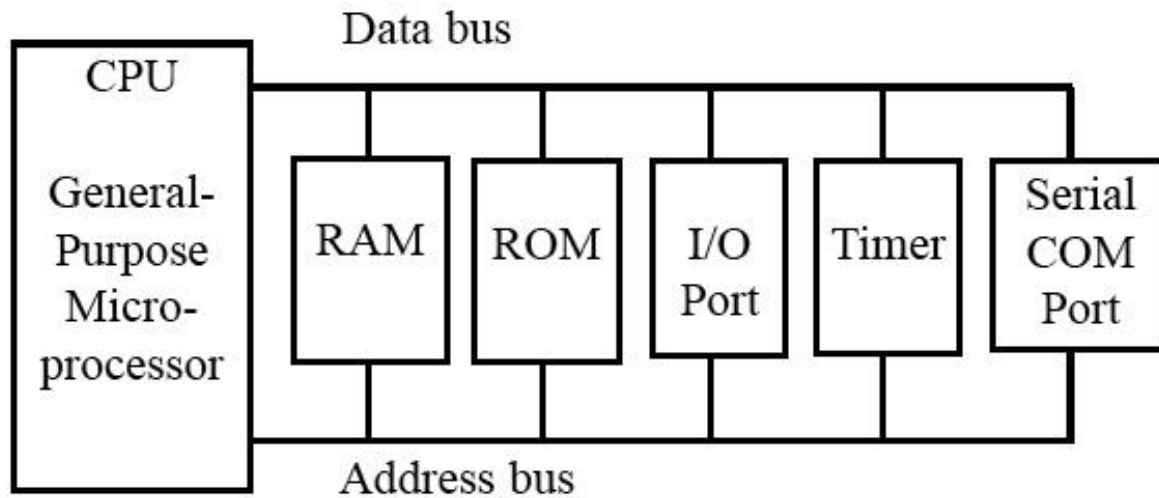 Data bus
CPU
General-
Purpose
Micro-
processor
RAM
ROM
I/O
Port
Timer
Serial
COM
Port
Address bus